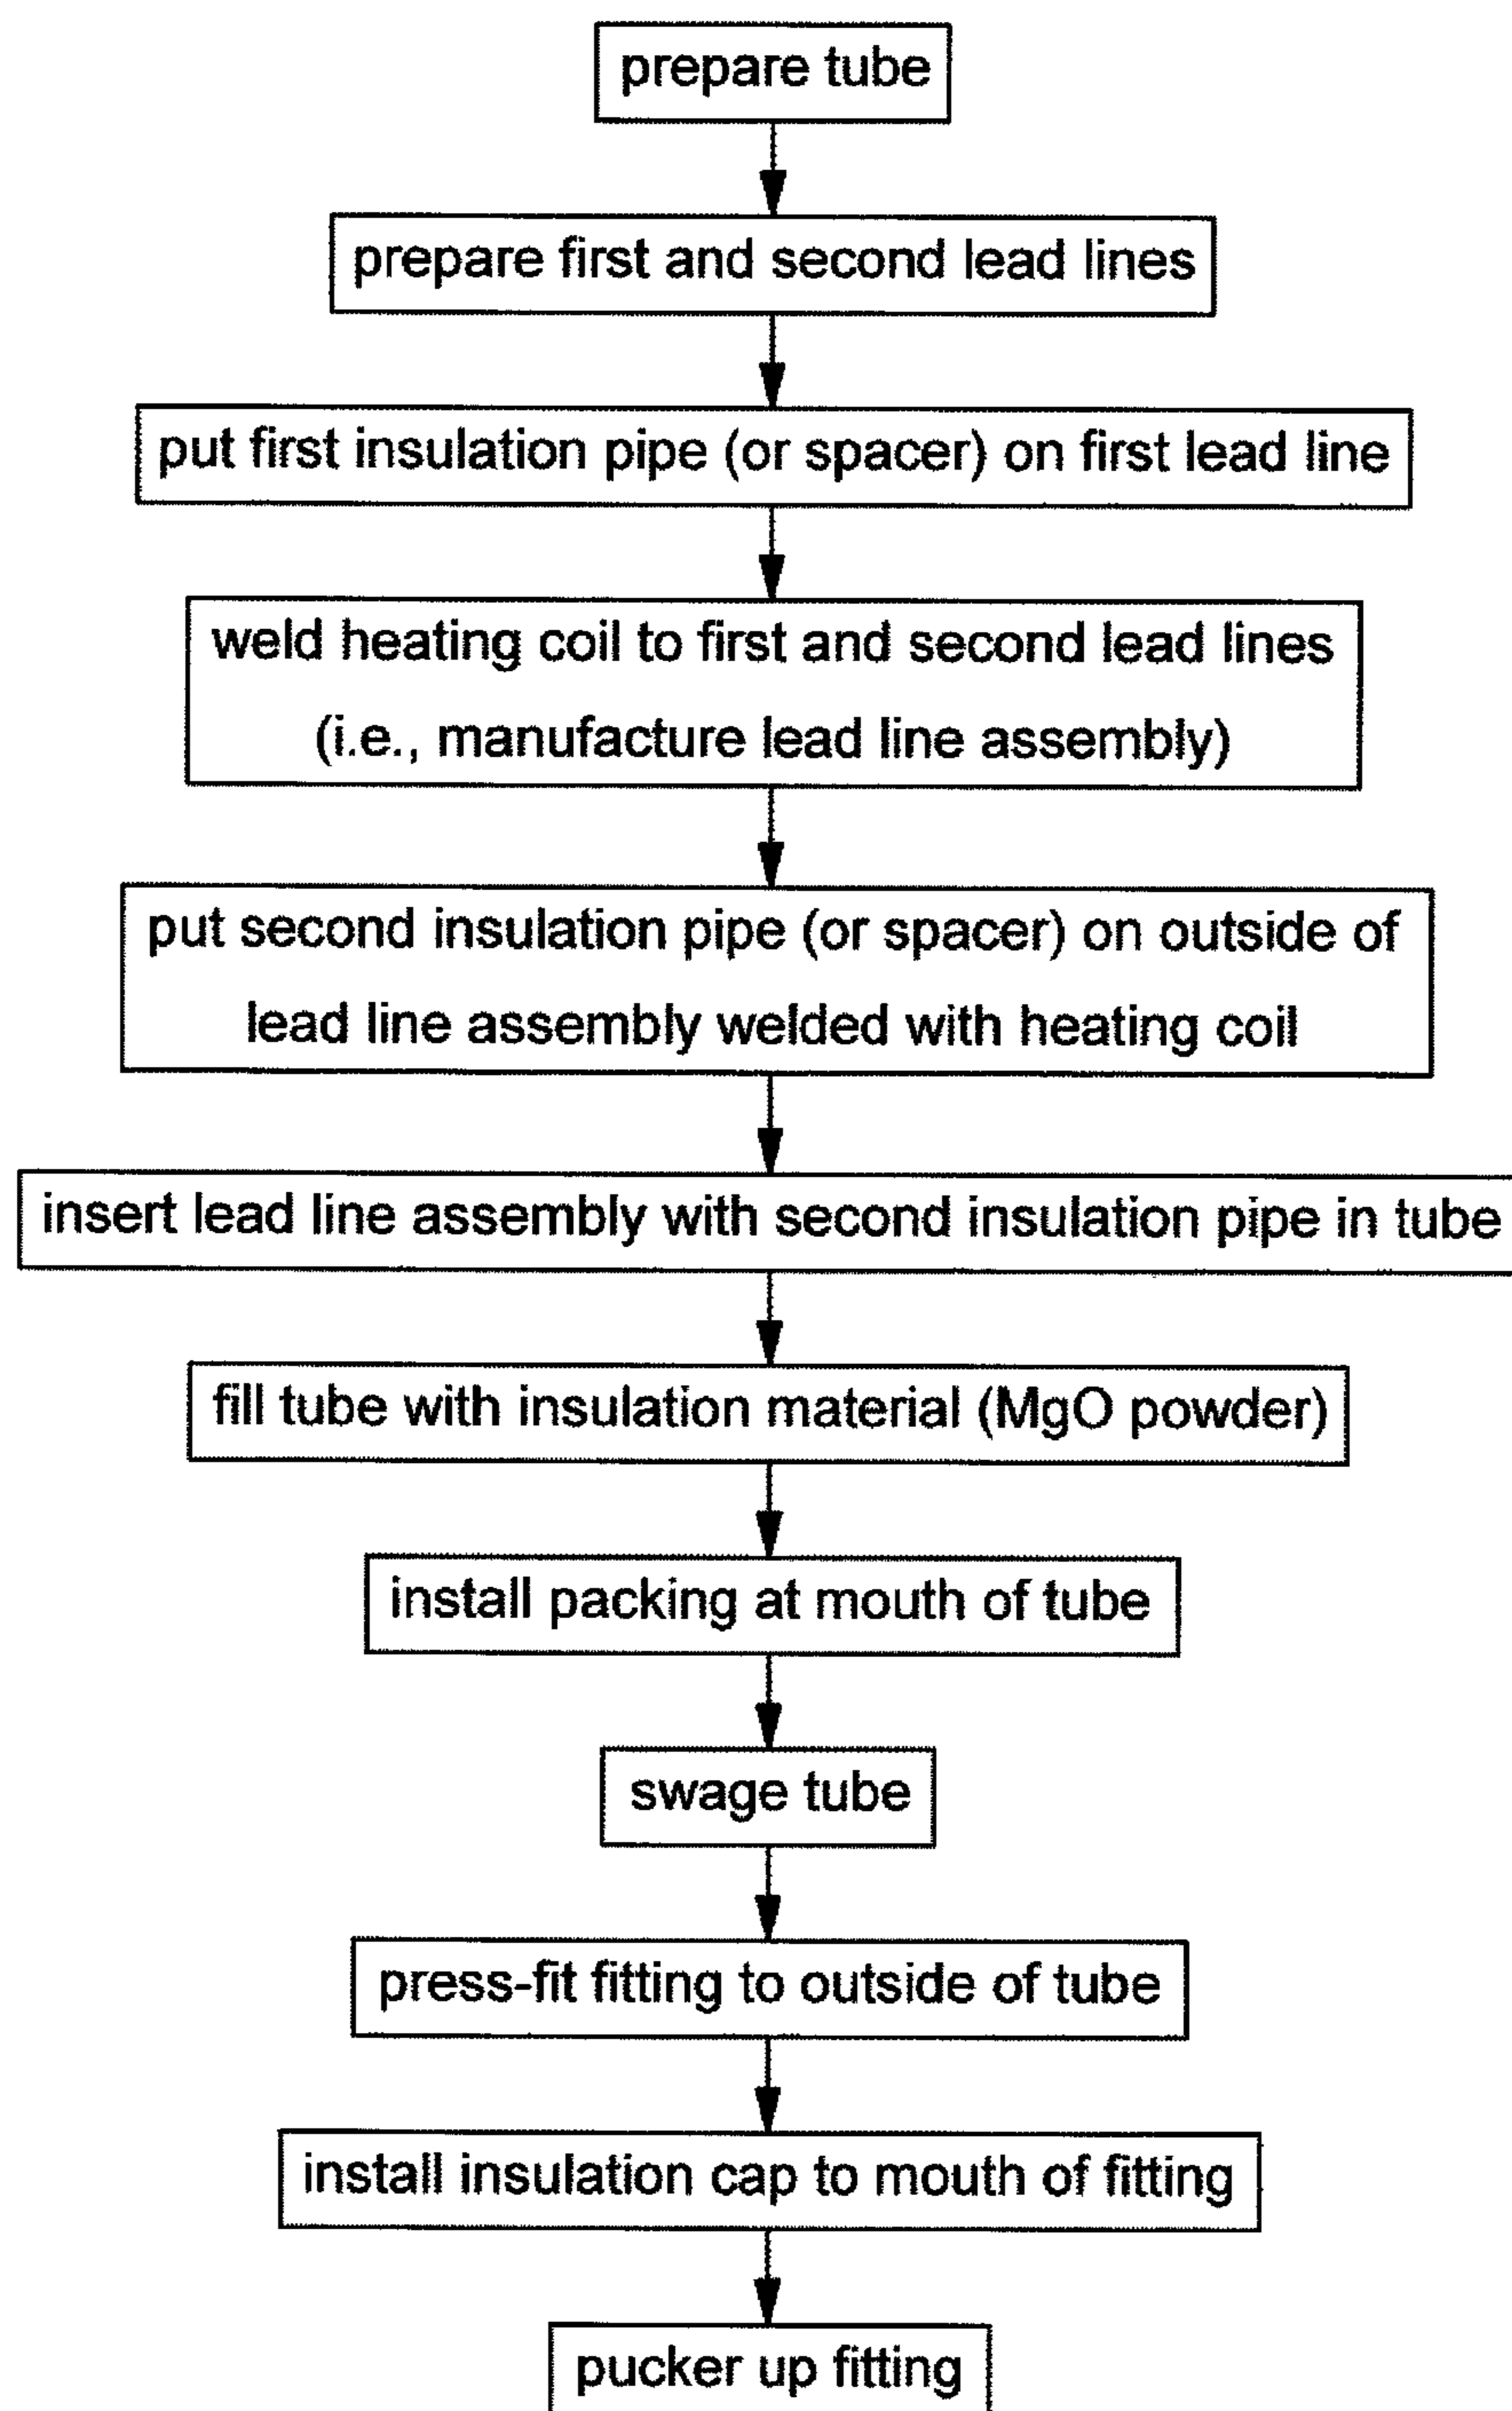 prepare tube
prepare first and second lead lines
put first insulation pipe (or spacer) on first lead line
weld heating coil to first and second lead lines
(i.e., manufacture lead line assembly)
put second insulation pipe (or spacer) on outside of
lead line assembly welded with heating coil
insert lead line assembly with second insulation pipe in tube
fill tube with insulation material (MgO powder)
install packing at mouth of tube
swage tube
press-fit fitting to outside of tube
install insulation cap to mouth of fitting
pucker up fitting